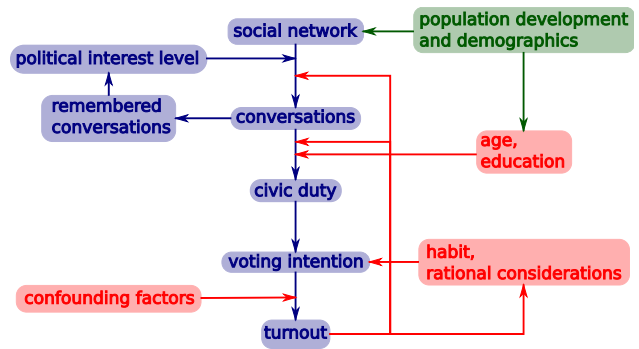 population development
and demographics
social network
political interest level
remembered
conversations
conversations
age,
education
civic duty
voting intention
habit,
rational considerations
confounding factors
turnout